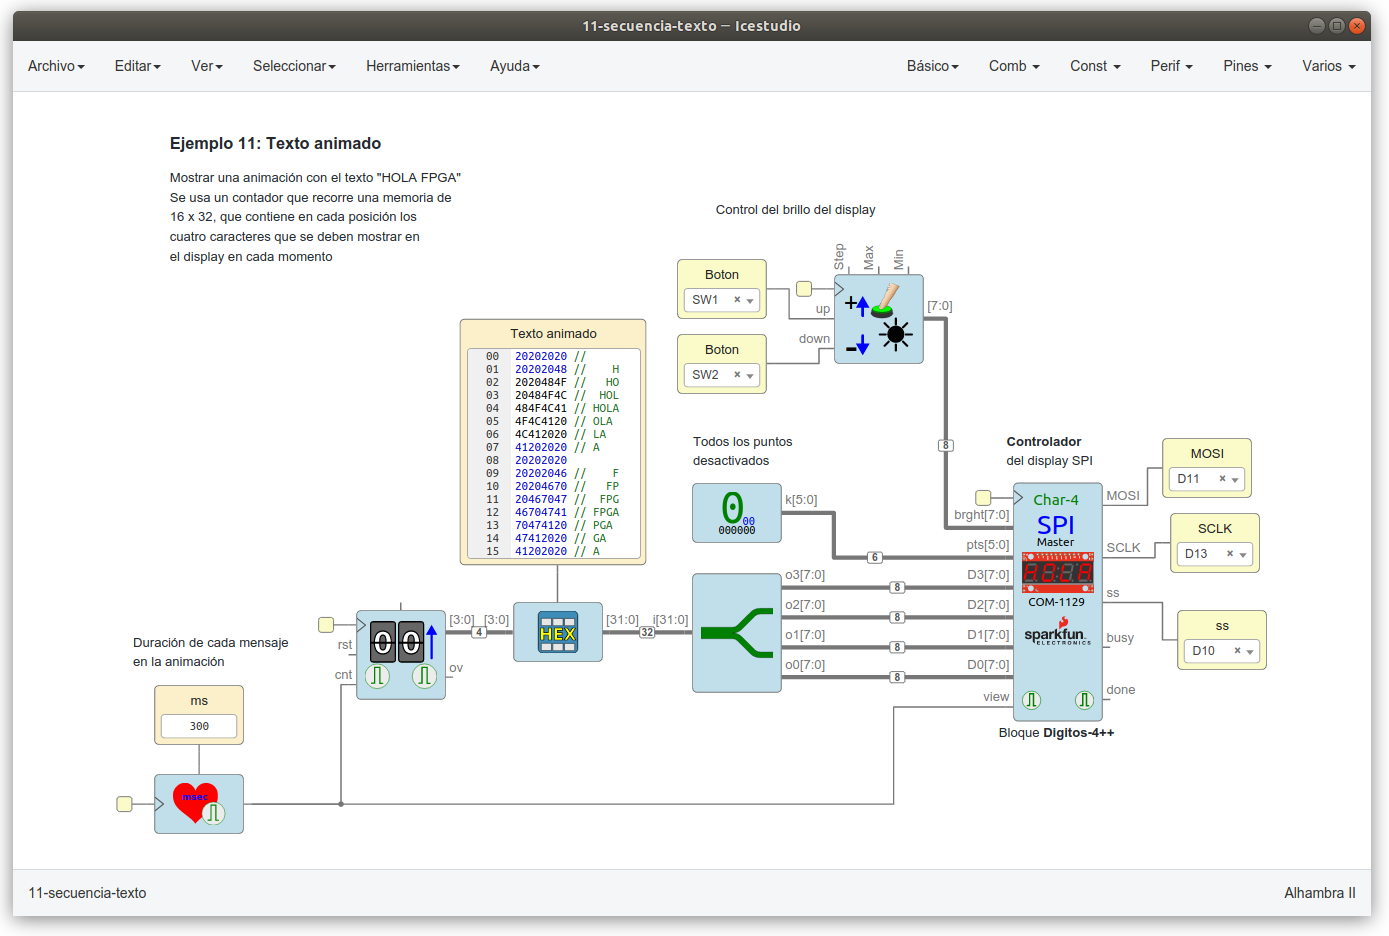 11-secuencia-texto — Icestudio
Archivo Editar Ver Seleccionar Herramientas Ayuda Básico Comb Const Perif Pines Varios
Ejemplo 11: Texto animado
Mostrar una animación con el texto "HOLA FPGA"
Se usa un contador que recorre una memoria de
16 x 32, que contiene en cada posición los
cuatro caracteres que se deben mostrar en
el display en cada momento
Control del brillo del display
Step Max Min
Boton
SW1 ×
up
[7:0]
Boton
SW2 ×
down
8
Texto animado
00 20202020 //
01 20202048 //    H
02 2020484F //   HO
03 20484F4C //  HOL
04 484F4C41 // HOLA
05 4F4C4120 // OLA
06 4C412020 // LA
07 41202020 // A
08 20202020
09 20202046 //    F
10 20204670 //   FP
11 20467047 //  FPG
12 46704741 // FPGA
13 70474120 // PGA
14 47412020 // GA
15 41202020 // A
Todos los puntos
desactivados
0
00
000000
k[5:0]
6
Controlador
del display SPI
Char-4
SPI
Master
COM-1129
sparkfun
ELECTRONICS
brght[7:0]
pts[5:0]
D3[7:0]
D2[7:0]
D1[7:0]
D0[7:0]
view
MOSI
SCLK
ss
busy
done
Bloque Digitos-4++
MOSI
D11 ×
SCLK
D13 ×
ss
D10 ×
o3[7:0] 8
o2[7:0] 8
o1[7:0] 8
o0[7:0] 8
[3:0] 4 [3:0]
HEX
[31:0] 32 i[31:0]
00
rst
cnt
ov
Duración de cada mensaje
en la animación
ms
300
msec
11-secuencia-texto Alhambra II